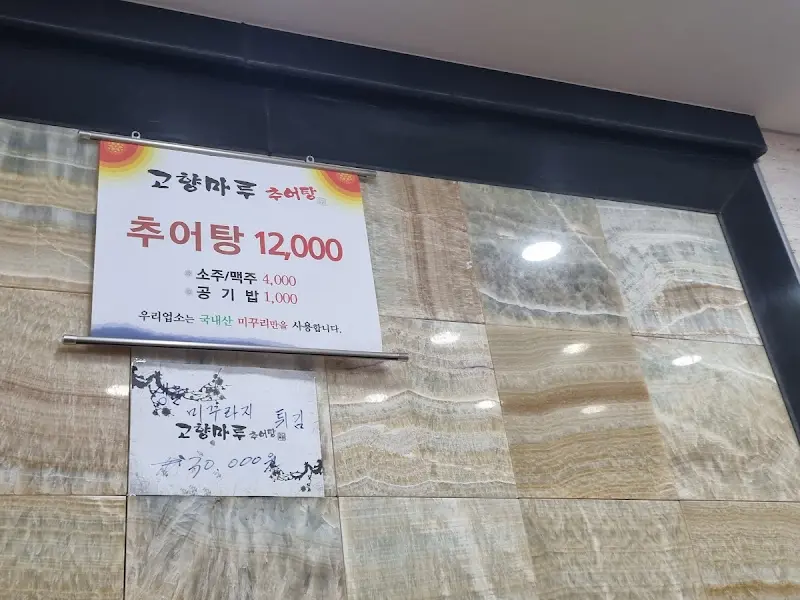 고향마루 추어탕
추어탕 12,000
소주/맥주 4,000
공기밥 1,000
우리업소는 국내산 미꾸리만을 사용합니다.
미꾸라지 튀김
고향마루 추어탕
30,000원